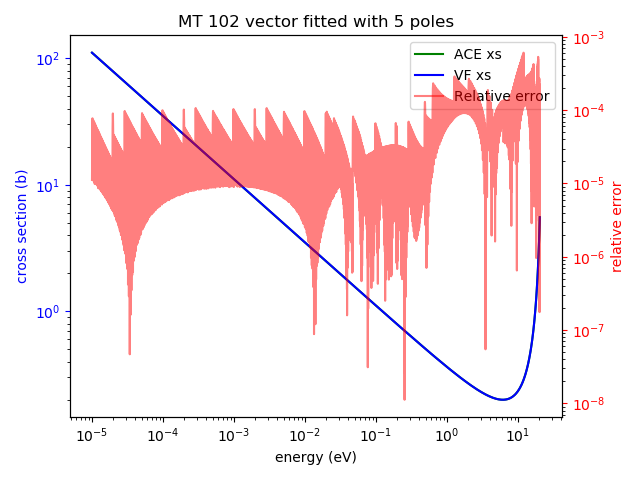 MT 102 vector fitted with 5 poles
ACE xs
VF xs
Relative error
cross section (b)
10²
10¹
10⁰
10⁻³
10⁻⁴
10⁻⁵
10⁻⁶
10⁻⁷
10⁻⁸
relative error
10⁻⁵ 10⁻⁴ 10⁻³ 10⁻² 10⁻¹ 10⁰ 10¹
energy (eV)